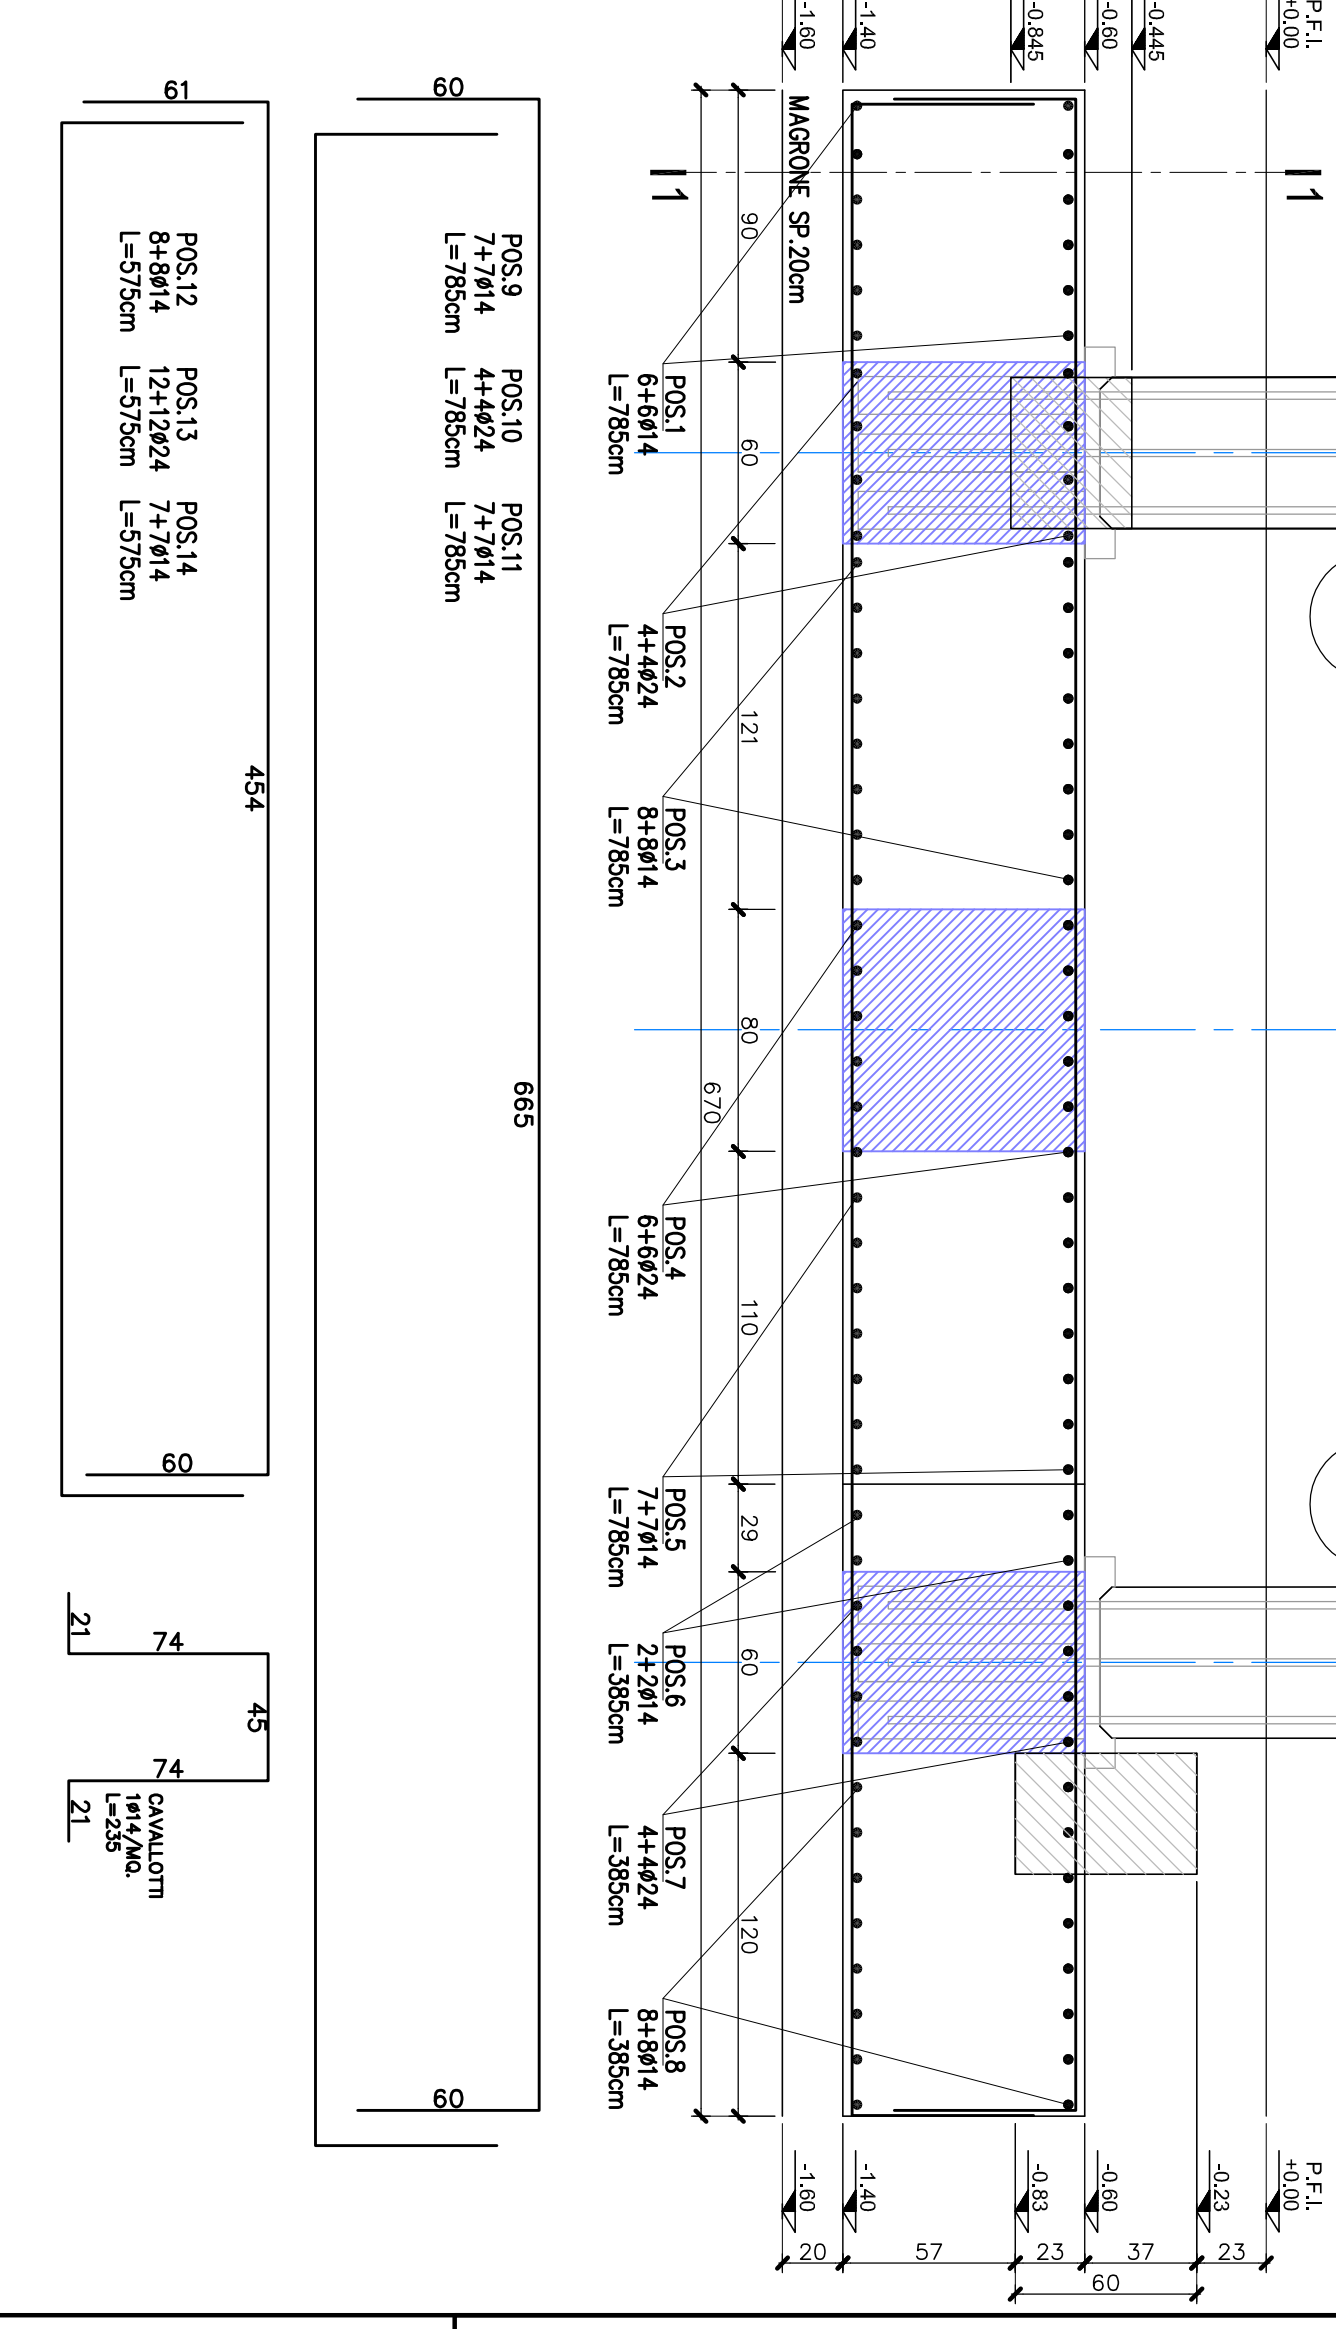 P.F.I.
+0.00
-0.445
-0.60
-0.845
-1.40
-1.60
I
1
I
1
MAGRONE SP.20cm
90
60
121
80
110
29
60
120
670
POS.1
6+6ø14
L=785cm
POS.2
4+4ø24
L=785cm
POS.3
8+8ø14
L=785cm
POS.4
6+6ø24
L=785cm
POS.5
7+7ø14
L=785cm
POS.6
2+2ø14
L=385cm
POS.7
4+4ø24
L=385cm
POS.8
8+8ø14
L=385cm
P.F.I.
+0.00
-0.23
-0.60
-0.83
-1.40
-1.60
20
57
23
37
23
60
60
665
60
POS.9
7+7ø14
L=785cm
POS.10
4+4ø24
L=785cm
POS.11
7+7ø14
L=785cm
61
454
60
POS.12
8+8ø14
L=575cm
POS.13
12+12ø24
L=575cm
POS.14
7+7ø14
L=575cm
21
74
45
74
21
CAVALLOTTI
1ø14/MQ.
L=235